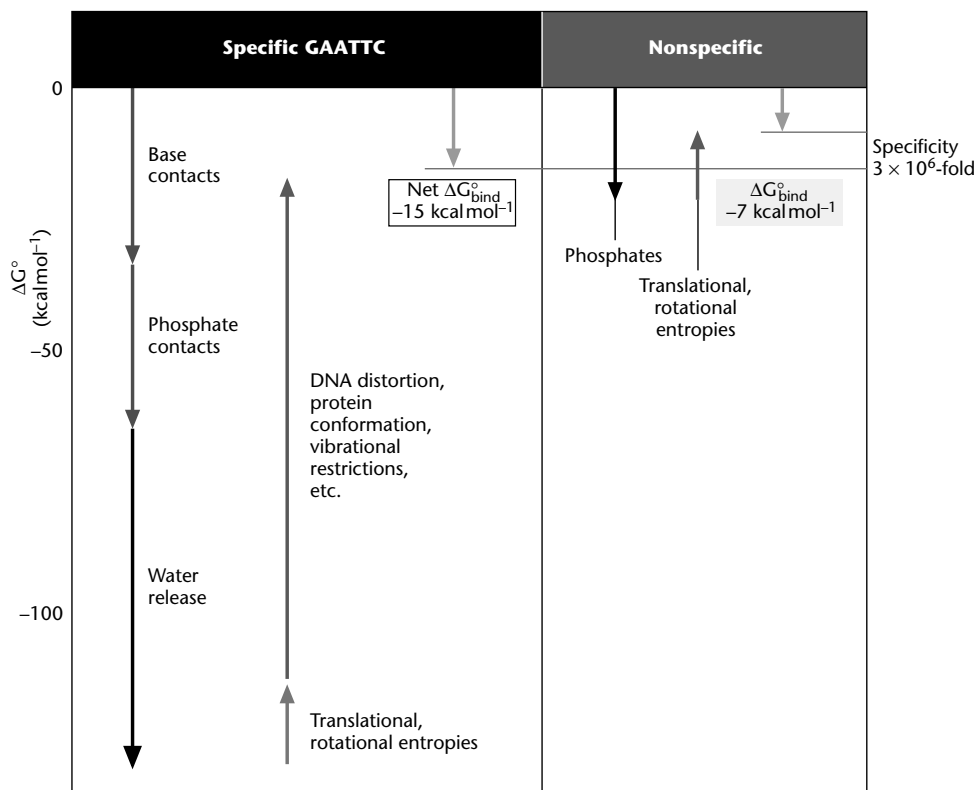 Specific GAATTC
Nonspecific
0
–50
–100
ΔG°
(kcal mol⁻¹)
Base
contacts
Phosphate
contacts
Water
release
DNA distortion,
protein
conformation,
vibrational
restrictions,
etc.
Translational,
rotational entropies
Net ΔG°bind
–15 kcal mol⁻¹
Phosphates
Translational,
rotational
entropies
ΔG°bind
–7 kcal mol⁻¹
Specificity
3 × 10⁶-fold